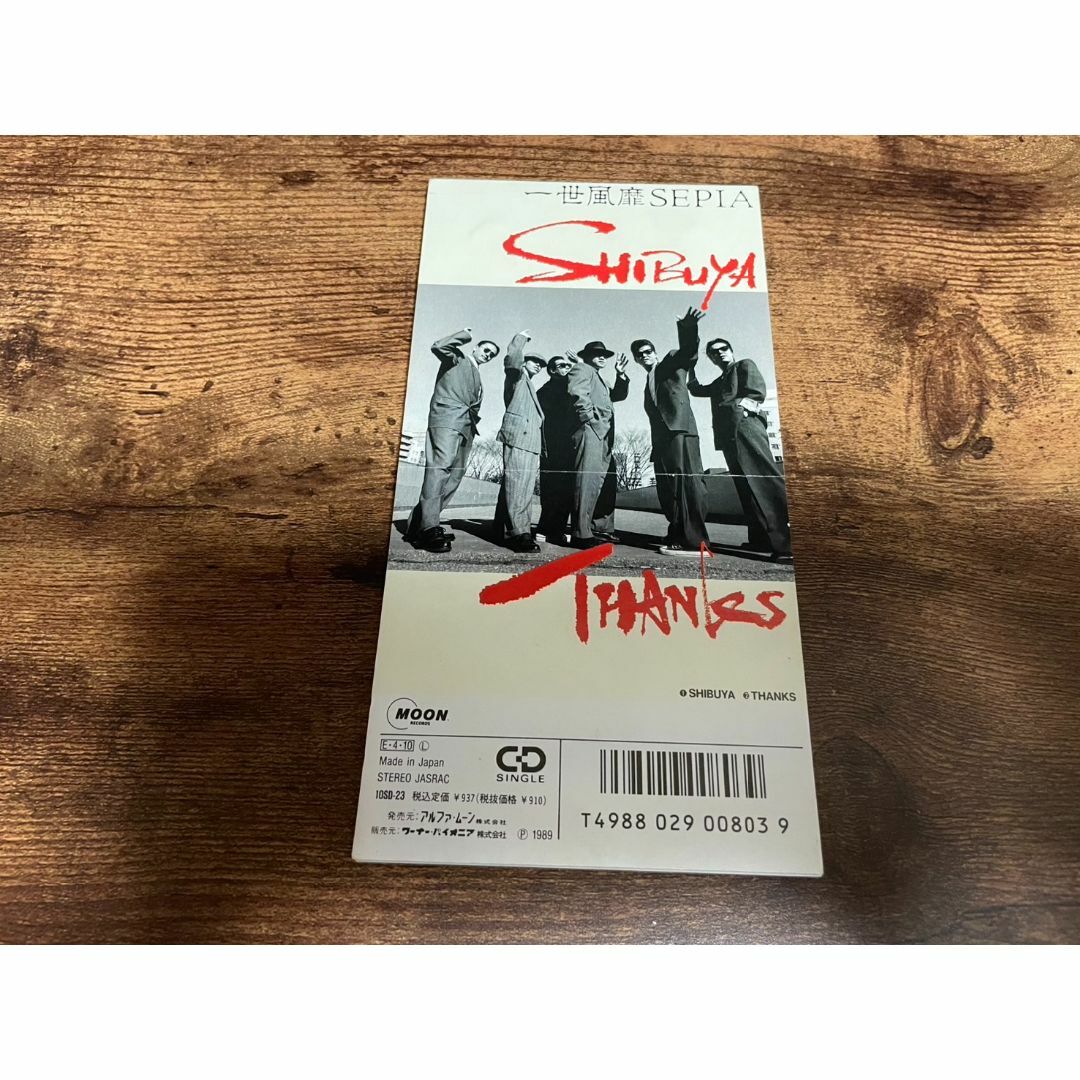 一世風靡SEPIA
SHIBUYA
THANKS
❶SHIBUYA ❷THANKS
MOON
RECORDS
E・4・10 Ⓛ
Made in Japan
STEREO JASRAC
CD
SINGLE
10SD-23 税込定価 ¥937(税抜価格 ¥910)
発売元:アルファ・ムーン株式会社
販売元:ワーナー・パイオニア株式会社 Ⓟ 1989
T4988 029 00803 9